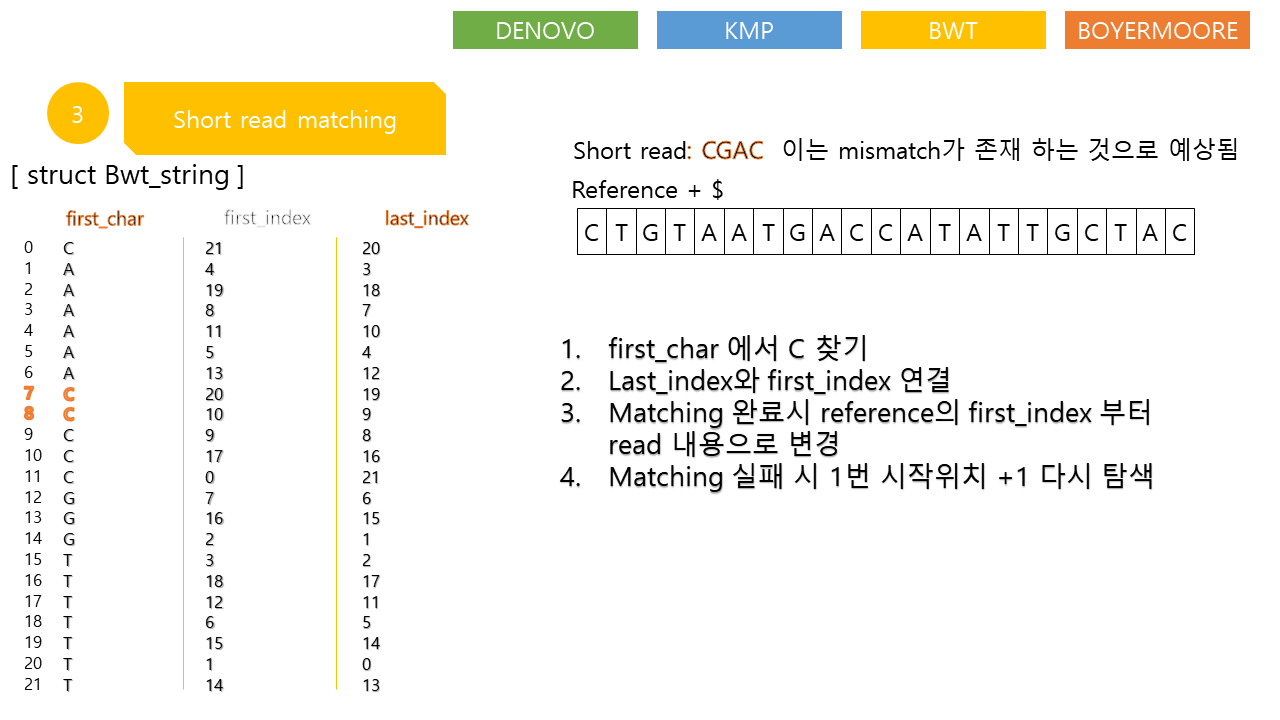 DENOVO KMP BWT BOYERMOORE
3 Short read matching
[ struct Bwt_string ]
first_char first_index last_index
0 C 21 20
1 A 4 3
2 A 19 18
3 A 8 7
4 A 11 10
5 A 5 4
6 A 13 12
7 C 20 19
8 C 10 9
9 C 9 8
10 C 17 16
11 C 0 21
12 G 7 6
13 G 16 15
14 G 2 1
15 T 3 2
16 T 18 17
17 T 12 11
18 T 6 5
19 T 15 14
20 T 1 0
21 T 14 13
Short read: CGAC 이는 mismatch가 존재 하는 것으로 예상됨
Reference + $
C T G T A A T G A C C A T A T T G C T A C
1. first_char 에서 C 찾기
2. Last_index와 first_index 연결
3. Matching 완료시 reference의 first_index 부터
read 내용으로 변경
4. Matching 실패 시 1번 시작위치 +1 다시 탐색